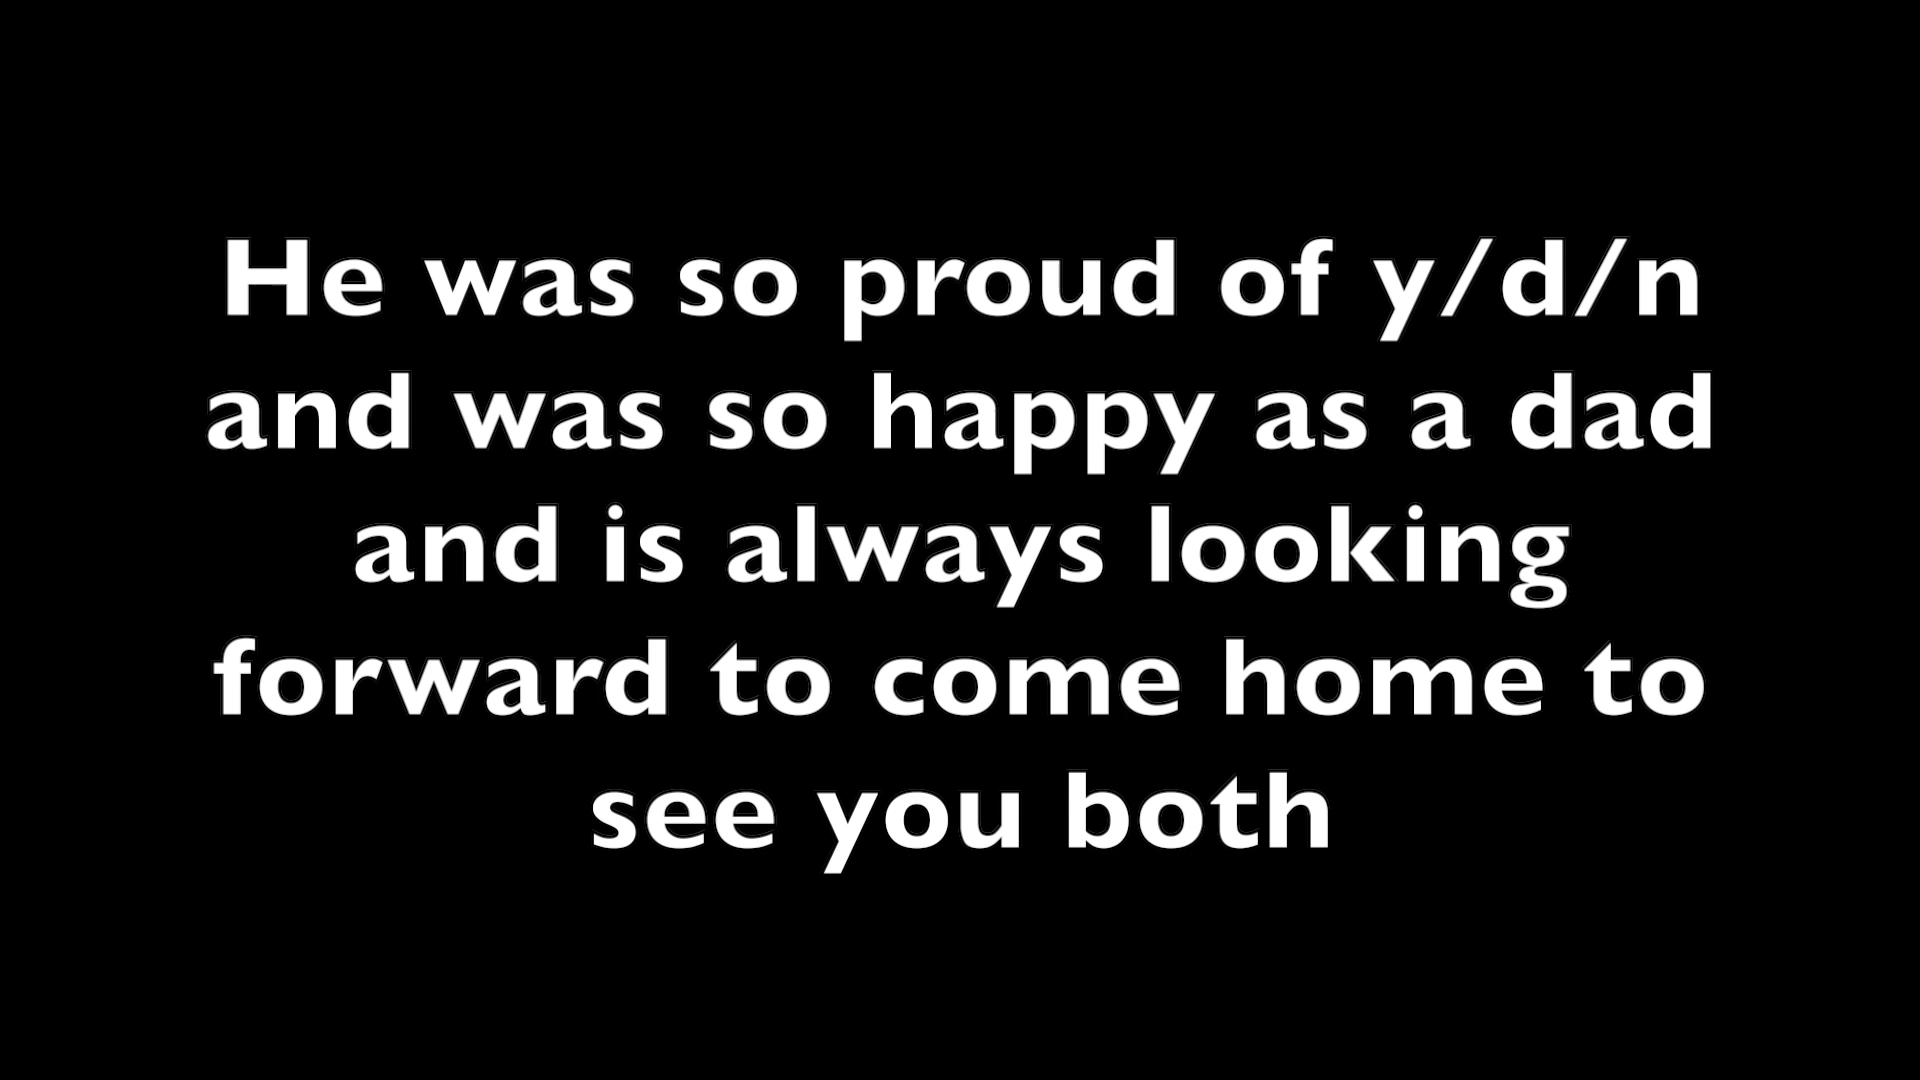 He was so proud of y/d/n
and was so happy as a dad
and is always looking
forward to come home to
see you both